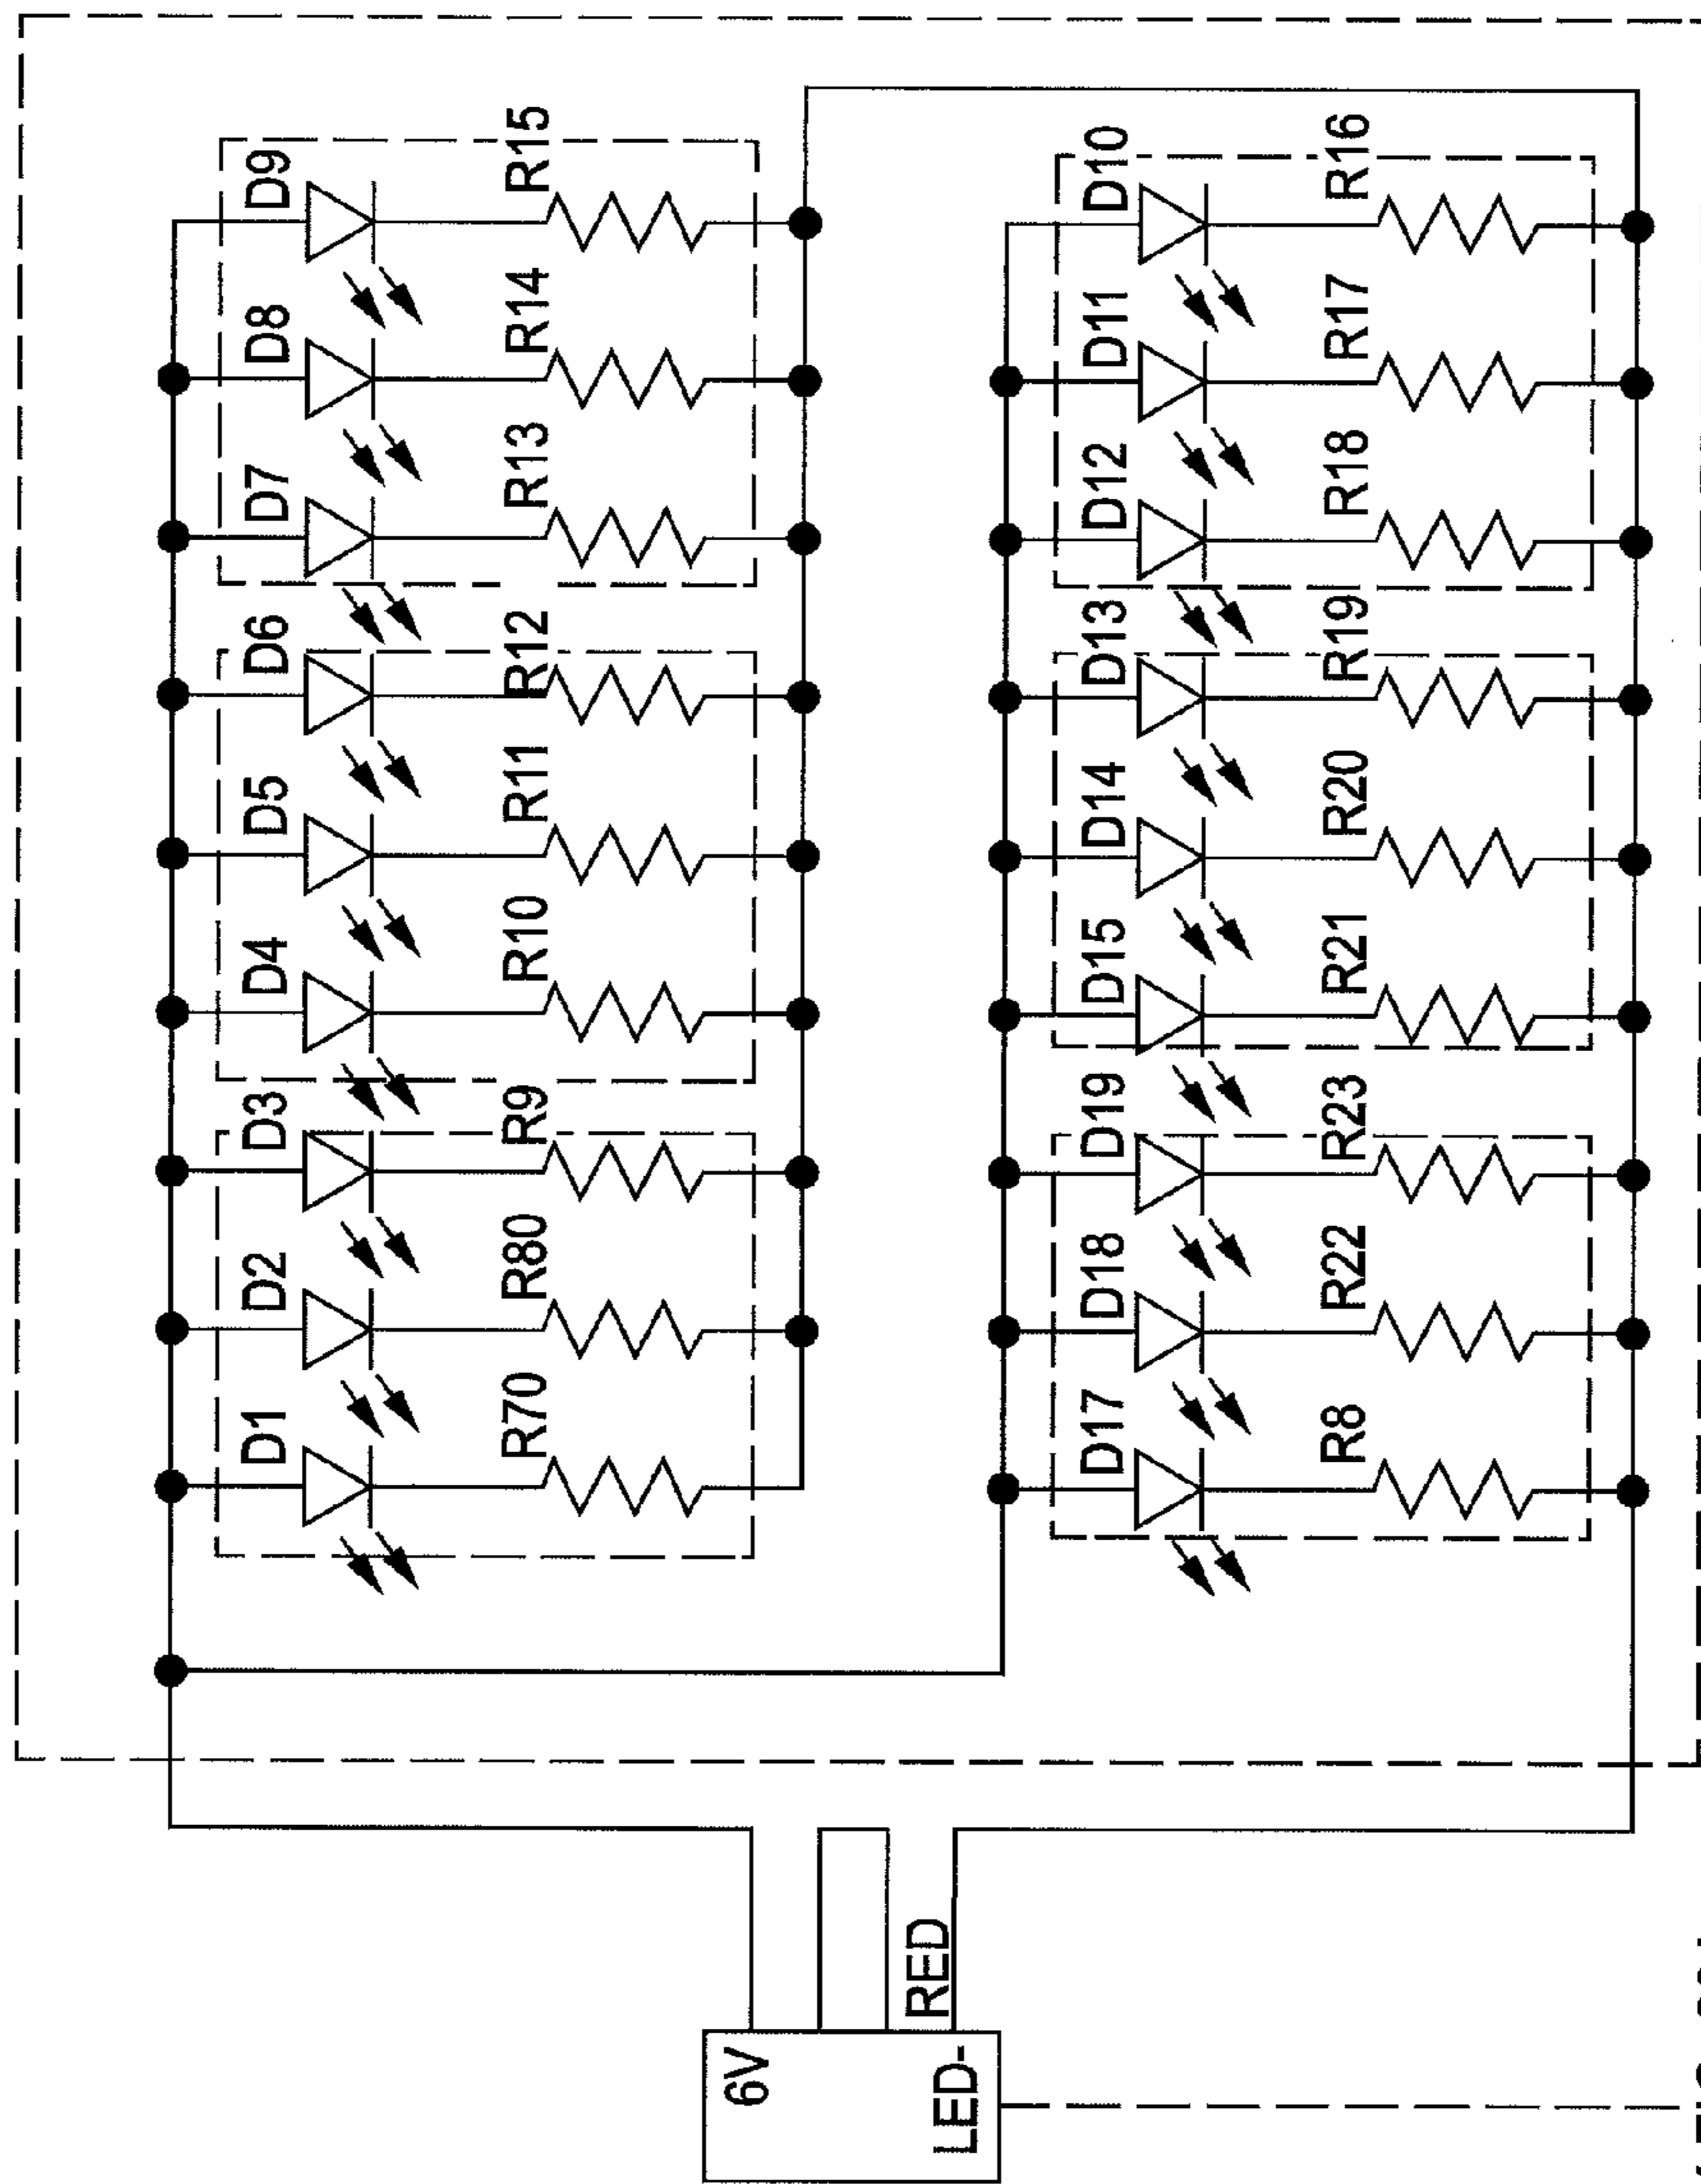 D1 D2 D3 D4 D5 D6 D7 D8 D9
R70 R80 R9 R10 R11 R12 R13 R14 R15
6V
RED
LED-
D17 D18 D19 D15 D14 D13 D12 D11 D10
R8 R22 R23 R21 R20 R19 R18 R17 R16